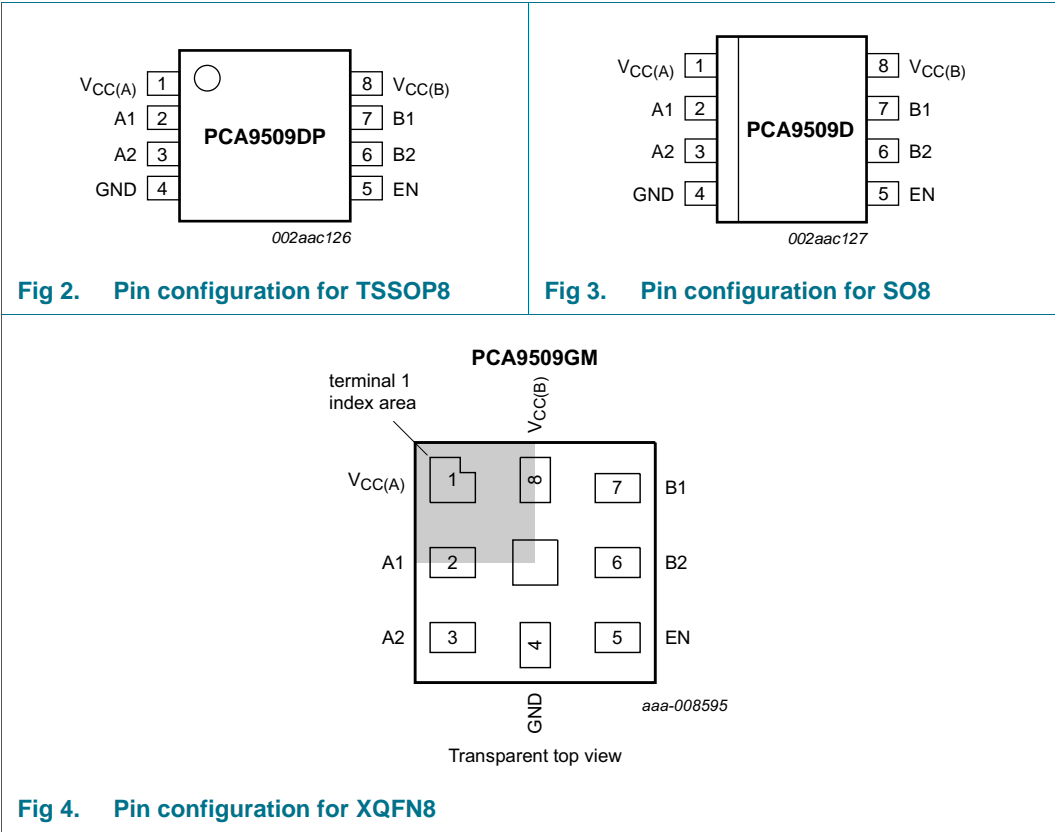 VCC(A) 1 8 VCC(B)
A1 2 7 B1
PCA9509DP
A2 3 6 B2
GND 4 5 EN
002aac126
Fig 2. Pin configuration for TSSOP8
VCC(A) 1 8 VCC(B)
A1 2 7 B1
PCA9509D
A2 3 6 B2
GND 4 5 EN
002aac127
Fig 3. Pin configuration for SO8
PCA9509GM
terminal 1
index area
VCC(B)
VCC(A) 1 8 7 B1
A1 2 6 B2
A2 3 4 5 EN
GND
aaa-008595
Transparent top view
Fig 4. Pin configuration for XQFN8